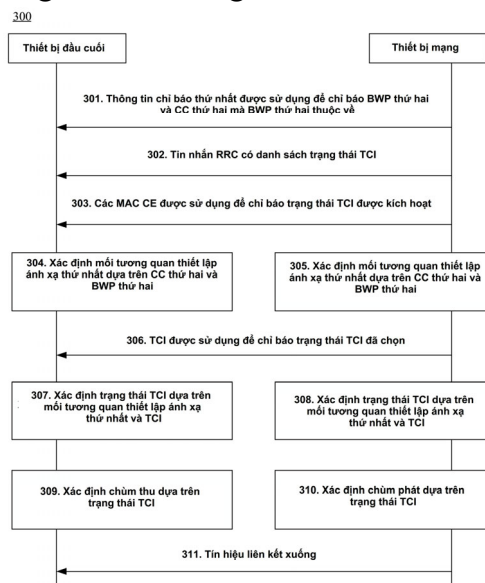 300
Thiết bị đầu cuối
Thiết bị mạng
301. Thông tin chỉ báo thứ nhất được sử dụng để chỉ báo BWP thứ hai
và CC thứ hai mà BWP thứ hai thuộc về
302. Tin nhắn RRC có danh sách trạng thái TCI
303. Các MAC CE được sử dụng để chỉ báo trạng thái TCI được kích hoạt
304. Xác định mối tương quan thiết lập
ánh xạ thứ nhất dựa trên CC thứ hai và
BWP thứ hai
305. Xác định mối tương quan thiết lập
ánh xạ thứ nhất dựa trên CC thứ hai và
BWP thứ hai
306. TCI được sử dụng để chỉ báo trạng thái TCI đã chọn
307. Xác định trạng thái TCI dựa trên
mối tương quan thiết lập ánh xạ
thứ nhất và TCI
308. Xác định trạng thái TCI dựa trên
mối tương quan thiết lập ánh xạ
thứ nhất và TCI
309. Xác định chùm thu dựa trên
trạng thái TCI
310. Xác định chùm phát dựa trên
trạng thái TCI
311. Tín hiệu liên kết xuống